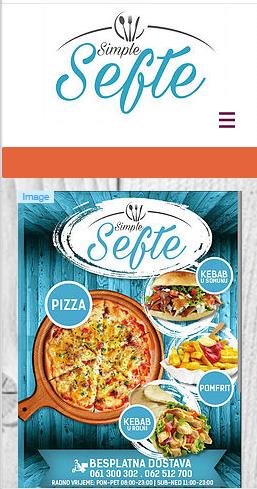 Simple
Sefte
Image
Simple
Sefte
KEBAB
U SOMUNU
PIZZA
POMFRIT
KEBAB
U ROLNI
BESPLATNA DOSTAVA
061 300 302 . 062 512 700
RADNO VRIJEME: PON-PET 08:00-23:00 | SUB-NED 11:00-23:00